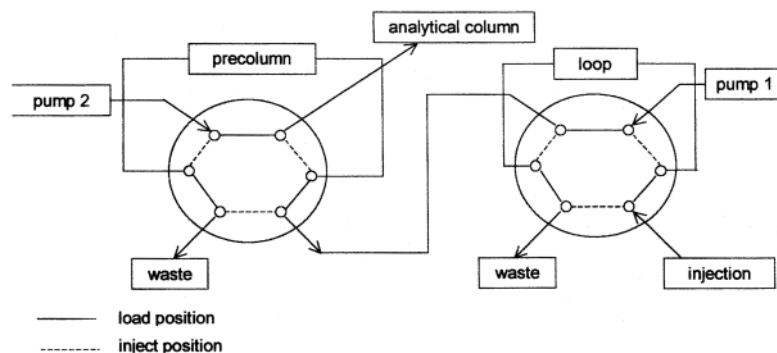 analytical column
precolumn
loop
pump 2
pump 1
waste
waste
injection
load position
inject position